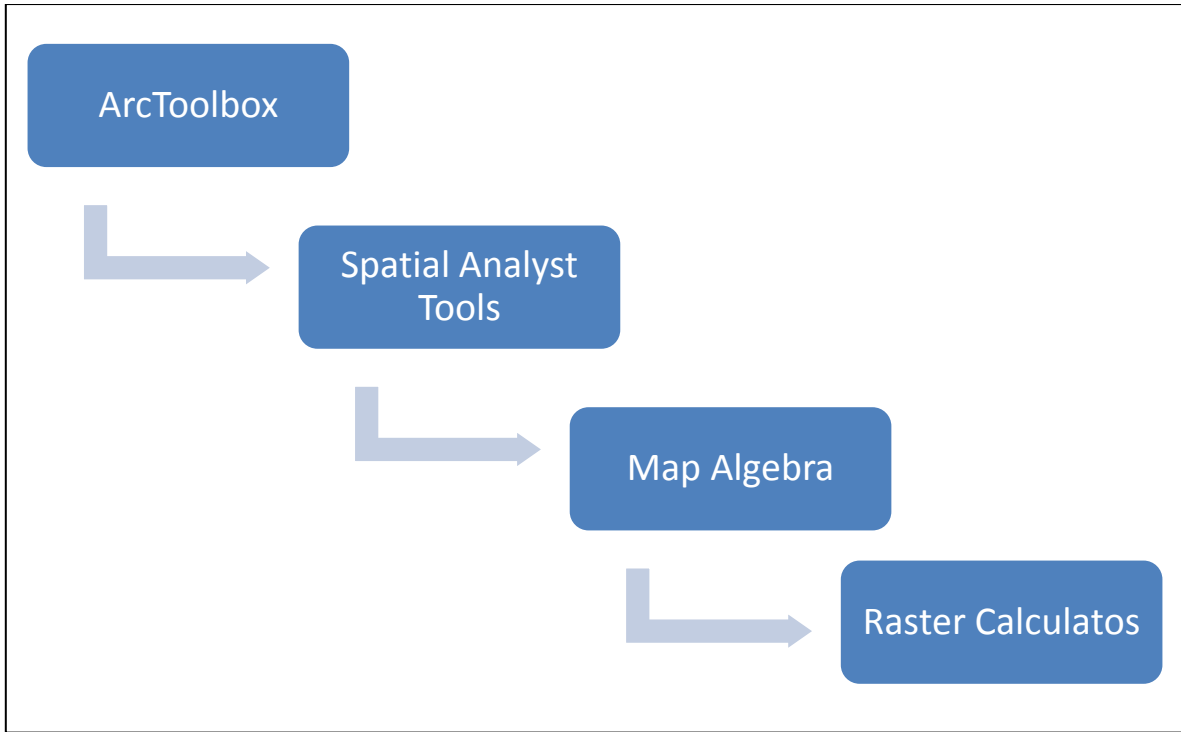 ArcToolbox
Spatial Analyst
Tools
Map Algebra
Raster Calculatos